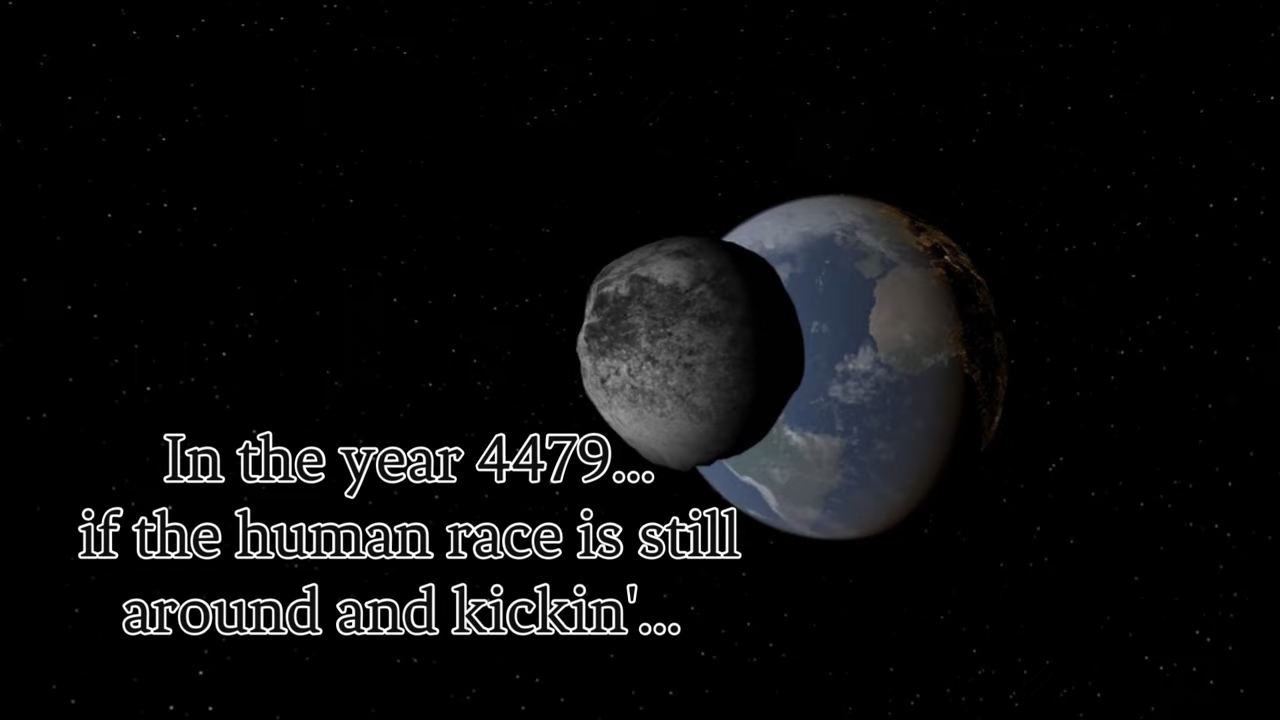 In the year 4479...
if the human race is still
around and kickin'...